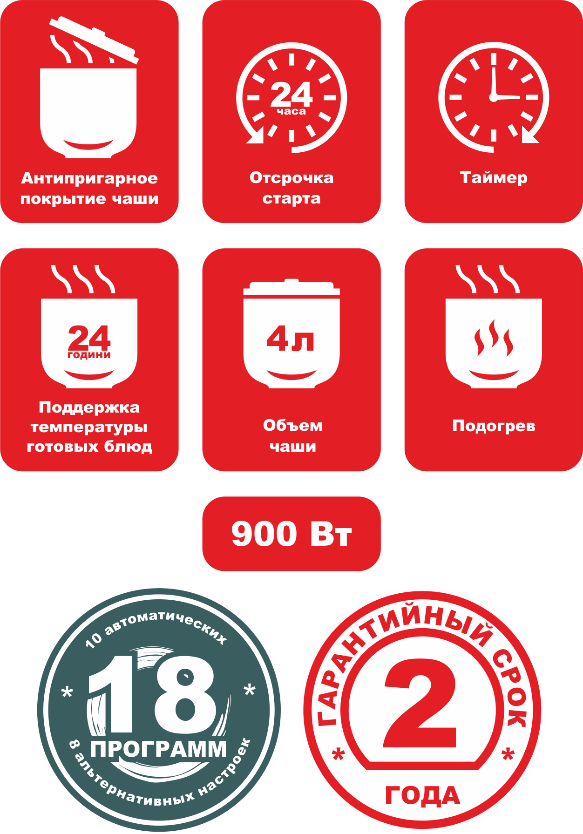 24
часа
Антипригарное
покрытие чаши
Отсрочка
старта
Таймер
24
години
4л
Поддержка
температуры
готовых блюд
Объем
чаши
Подогрев
900 Вт
10 автоматических
18
ПРОГРАММ
8 альтернативных настроек
ГАРАНТИЙНЫЙ СРОК
2
ГОДА